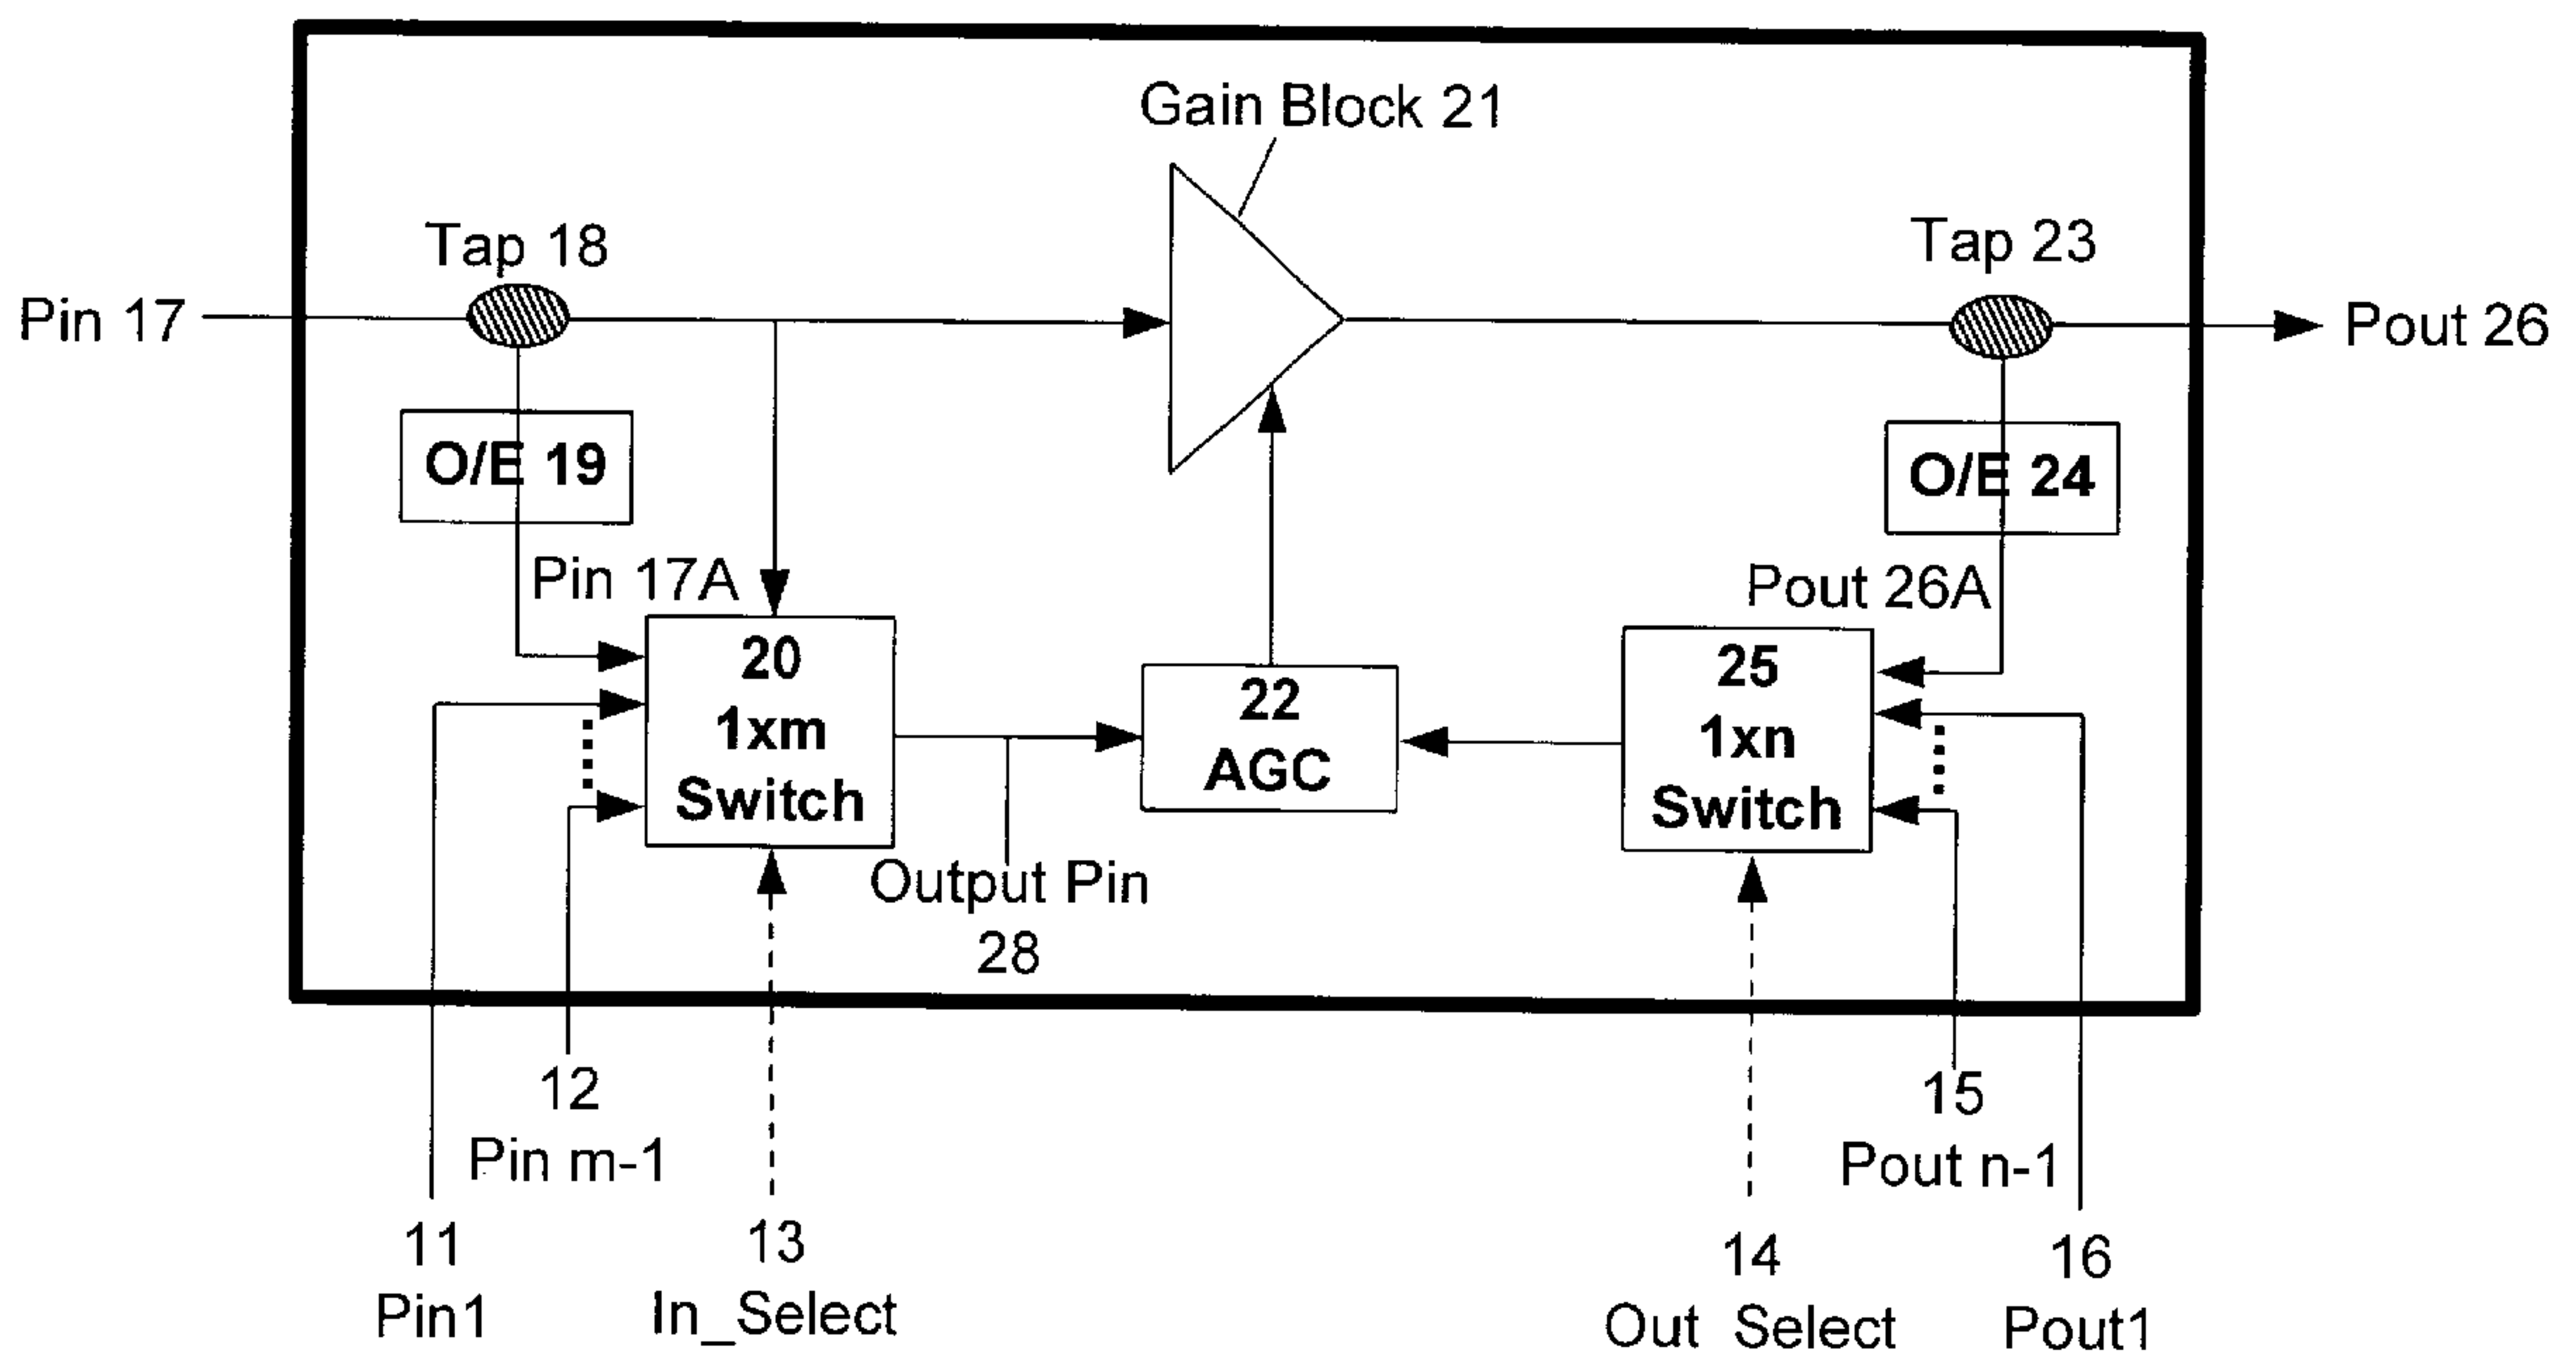 Gain Block 21
Tap 18
Tap 23
Pin 17
Pout 26
O/E 19
O/E 24
Pin 17A
Pout 26A
20
1xm
Switch
22
AGC
25
1xn
Switch
Output Pin
28
12
Pin m-1
15
Pout n-1
11
Pin1
13
In_Select
14
Out Select
16
Pout1